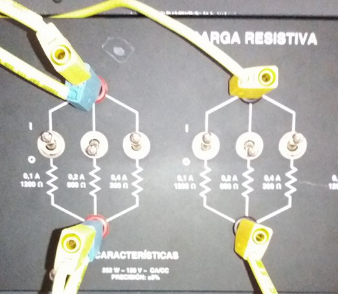 CARGA RESISTIVA
I
O
0,1 A
1200 Ω
0,2 A
600 Ω
0,4 A
300 Ω
I
O
0,1 A
1200 Ω
0,2 A
600 Ω
0,4 A
300 Ω
CARACTERÍSTICAS
PRECISIÓN: ±5%